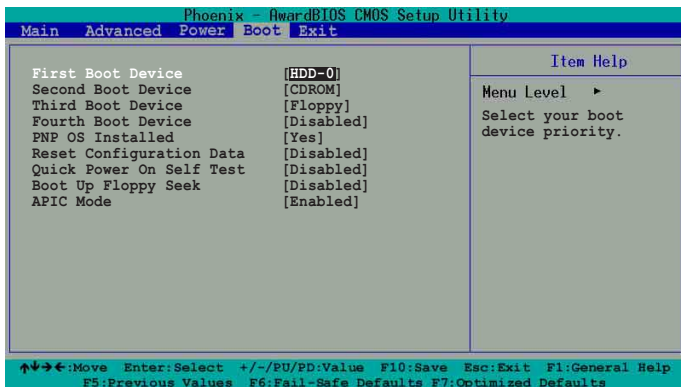 Phoenix - AwardBIOS CMOS Setup Utility
Main Advanced Power Boot Exit
Item Help
First Boot Device [HDD-0]
Second Boot Device [CDROM]
Third Boot Device [Floppy]
Fourth Boot Device [Disabled]
PNP OS Installed [Yes]
Reset Configuration Data [Disabled]
Quick Power On Self Test [Disabled]
Boot Up Floppy Seek [Disabled]
APIC Mode [Enabled]
Menu Level ►
Select your boot
device priority.
↑↓→←:Move Enter:Select +/-/PU/PD:Value F10:Save Esc:Exit F1:General Help
F5:Previous Values F6:Fail-Safe Defaults F7:Optimized Defaults